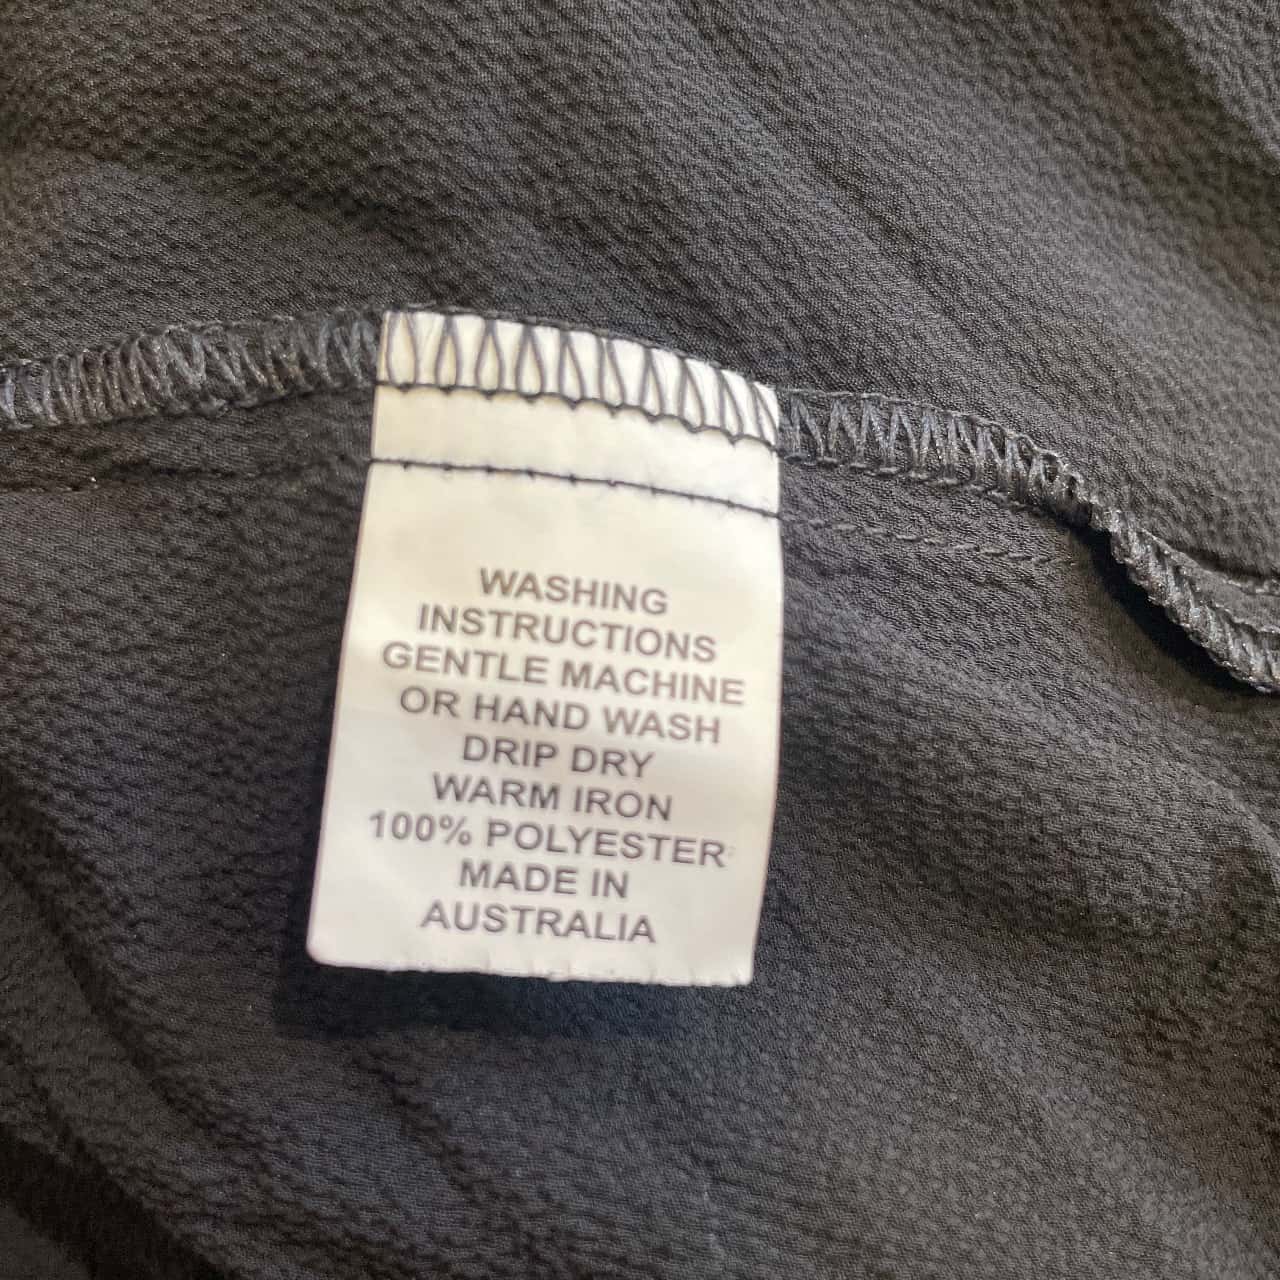 WASHING
INSTRUCTIONS
GENTLE MACHINE
OR HAND WASH
DRIP DRY
WARM IRON
100% POLYESTER
MADE IN
AUSTRALIA